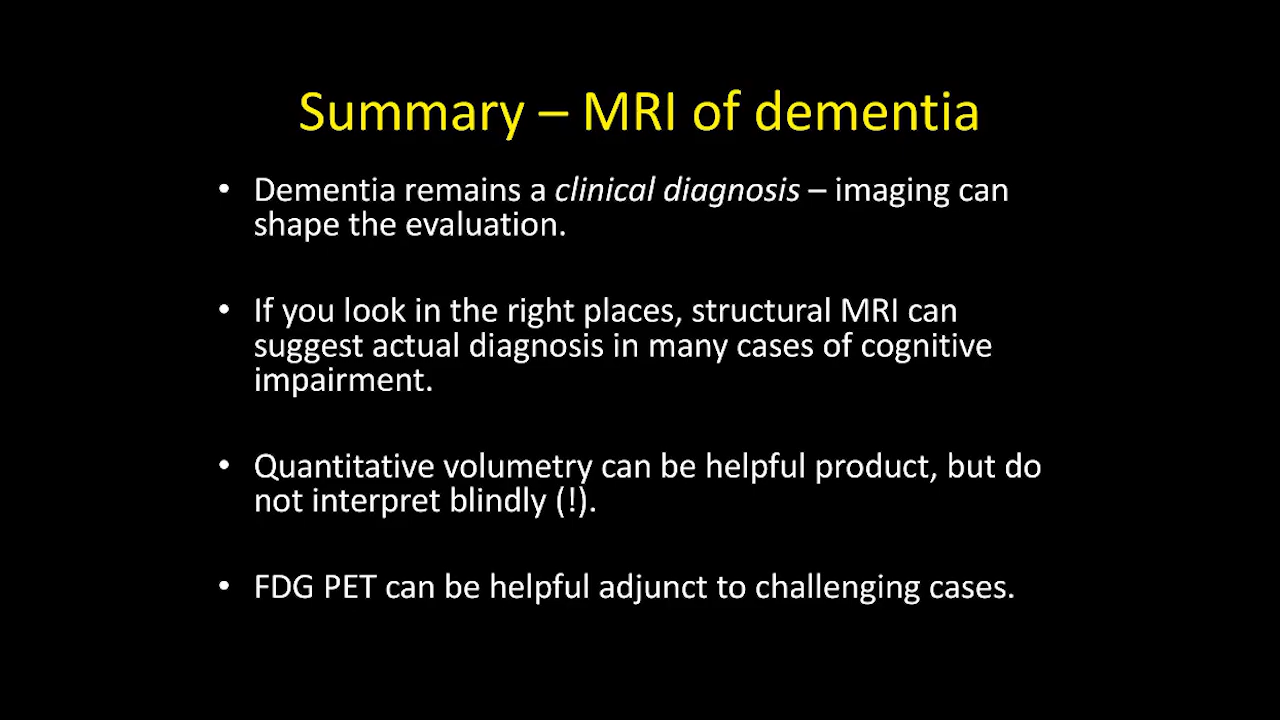 Summary – MRI of dementia
• Dementia remains a clinical diagnosis – imaging can
shape the evaluation.
• If you look in the right places, structural MRI can
suggest actual diagnosis in many cases of cognitive
impairment.
• Quantitative volumetry can be helpful product, but do
not interpret blindly (!).
• FDG PET can be helpful adjunct to challenging cases.